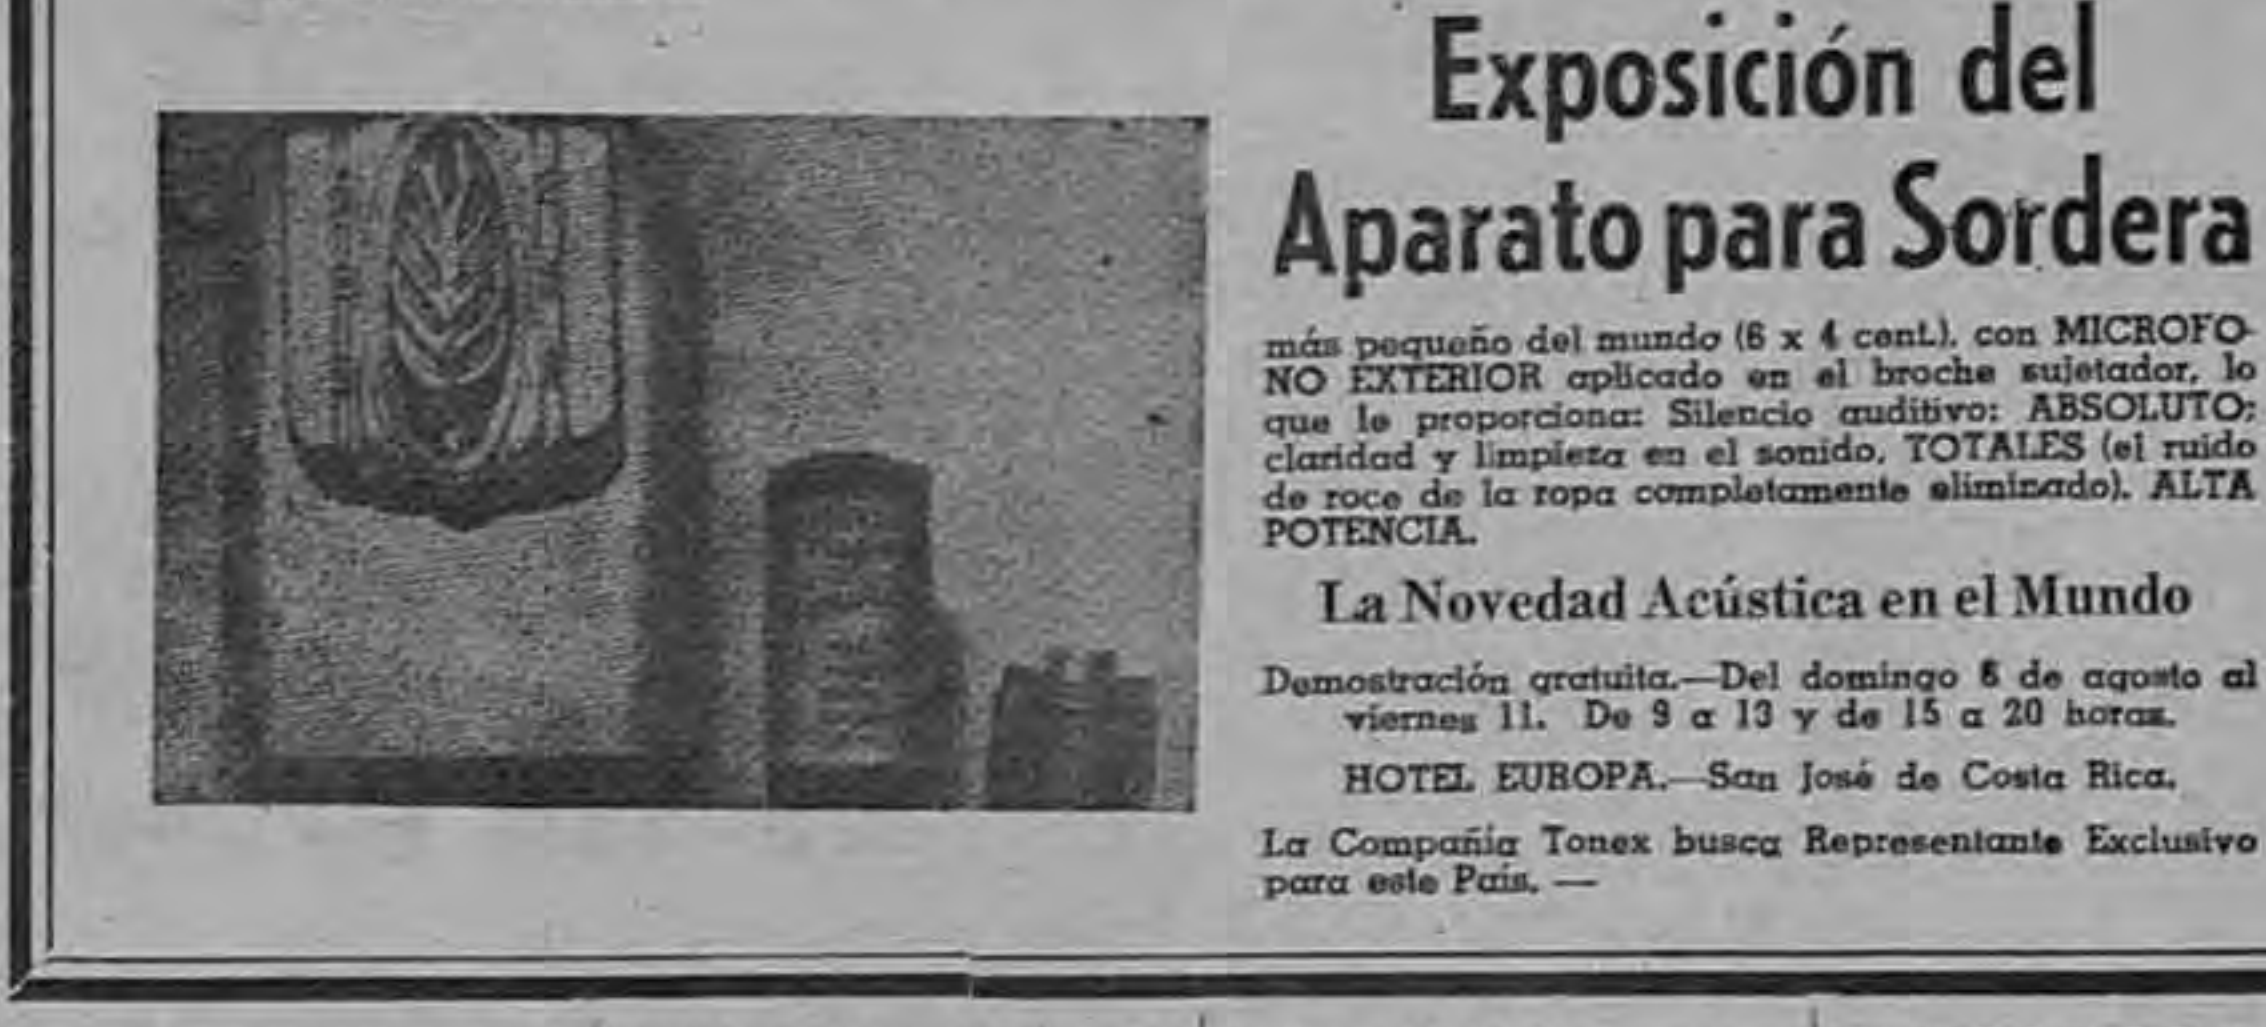 Exposición del
Aparato para Sordera
más pequeño del mundo (6 x 4 cent.), con MICROFO-
NO EXTERIOR aplicado en el broche sujetador, lo
que le proporciona: Silencio auditivo: ABSOLUTO;
claridad y limpieza en el sonido, TOTALES (el ruido
de roce de la ropa completamente eliminado). ALTA
POTENCIA.
La Novedad Acústica en el Mundo
Demostración gratuita.—Del domingo 6 de agosto al
viernes 11. De 9 a 13 y de 15 a 20 horas.
HOTEL EUROPA.—San José de Costa Rica.
La Compañía Tonex busca Representante Exclusivo
para este País. —